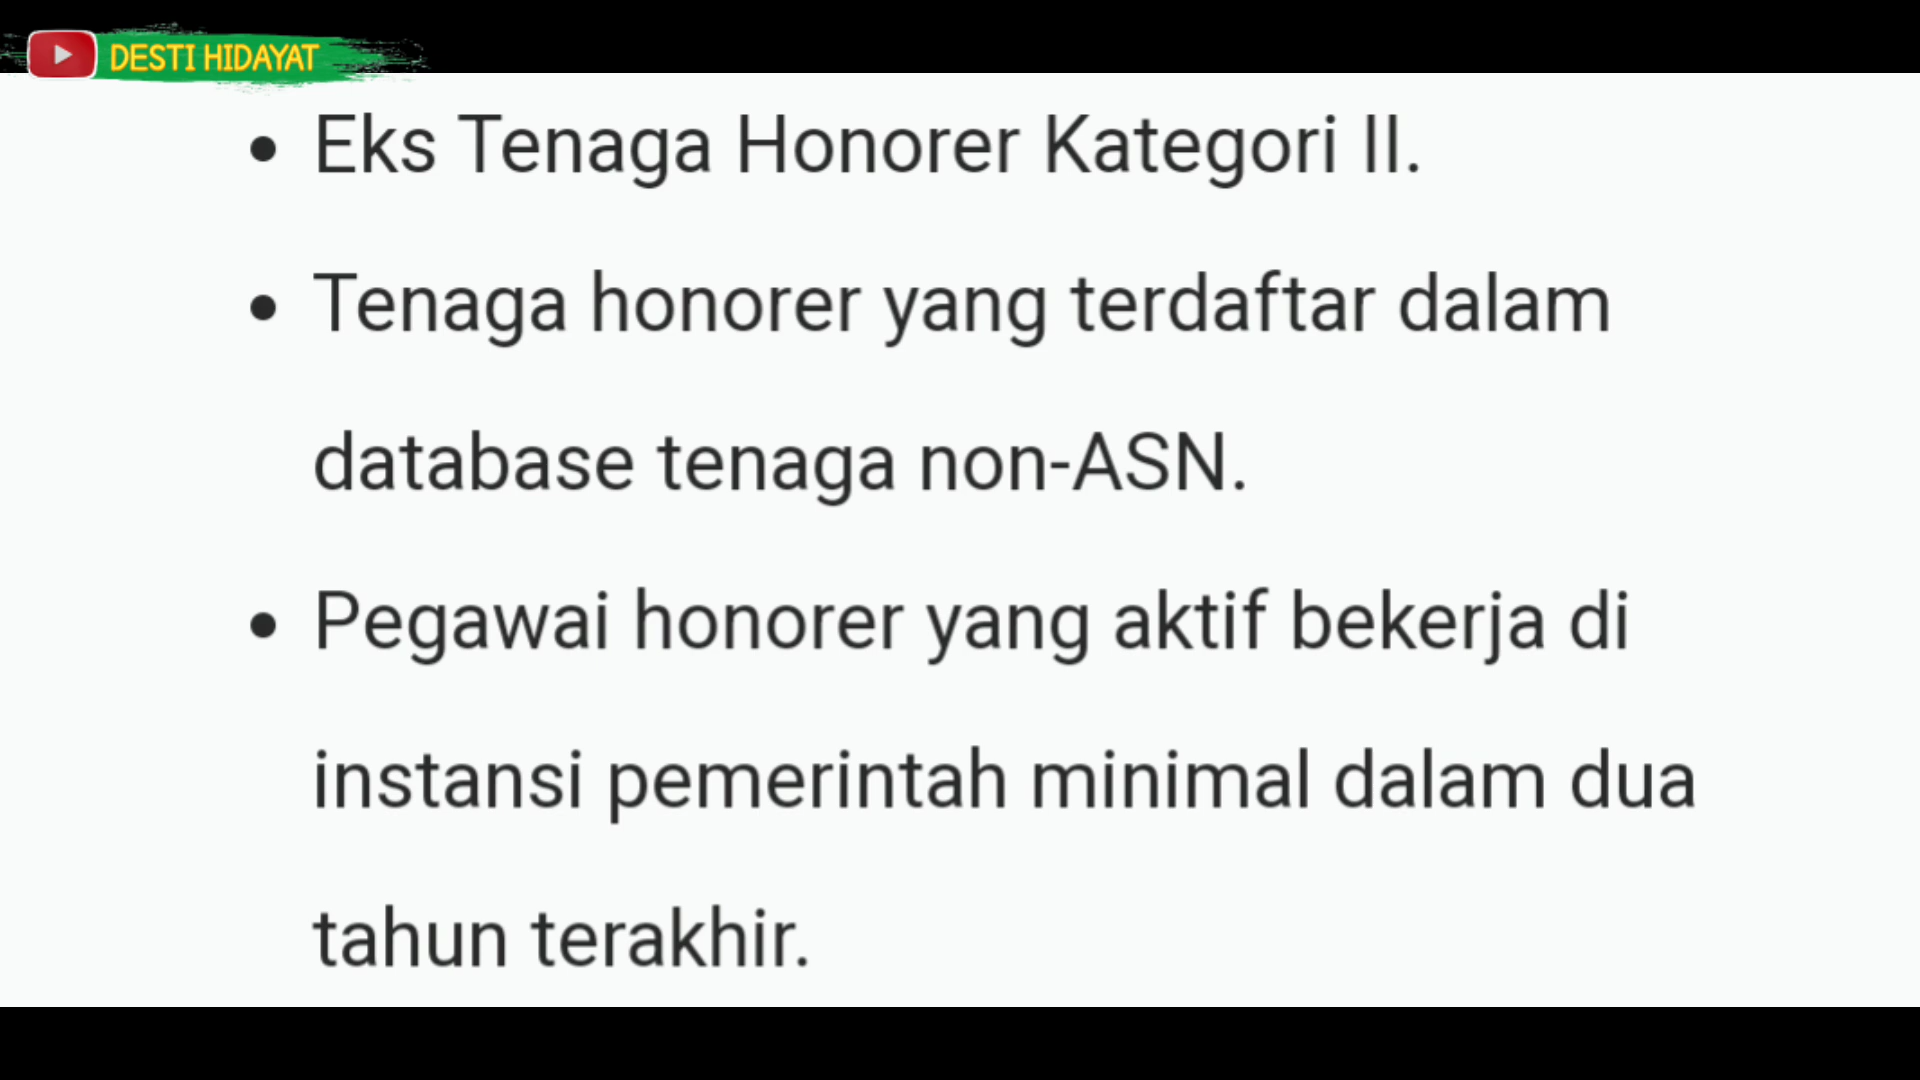 DESTI HIDAYAT
• Eks Tenaga Honorer Kategori II.
• Tenaga honorer yang terdaftar dalam
database tenaga non-ASN.
• Pegawai honorer yang aktif bekerja di
instansi pemerintah minimal dalam dua
tahun terakhir.